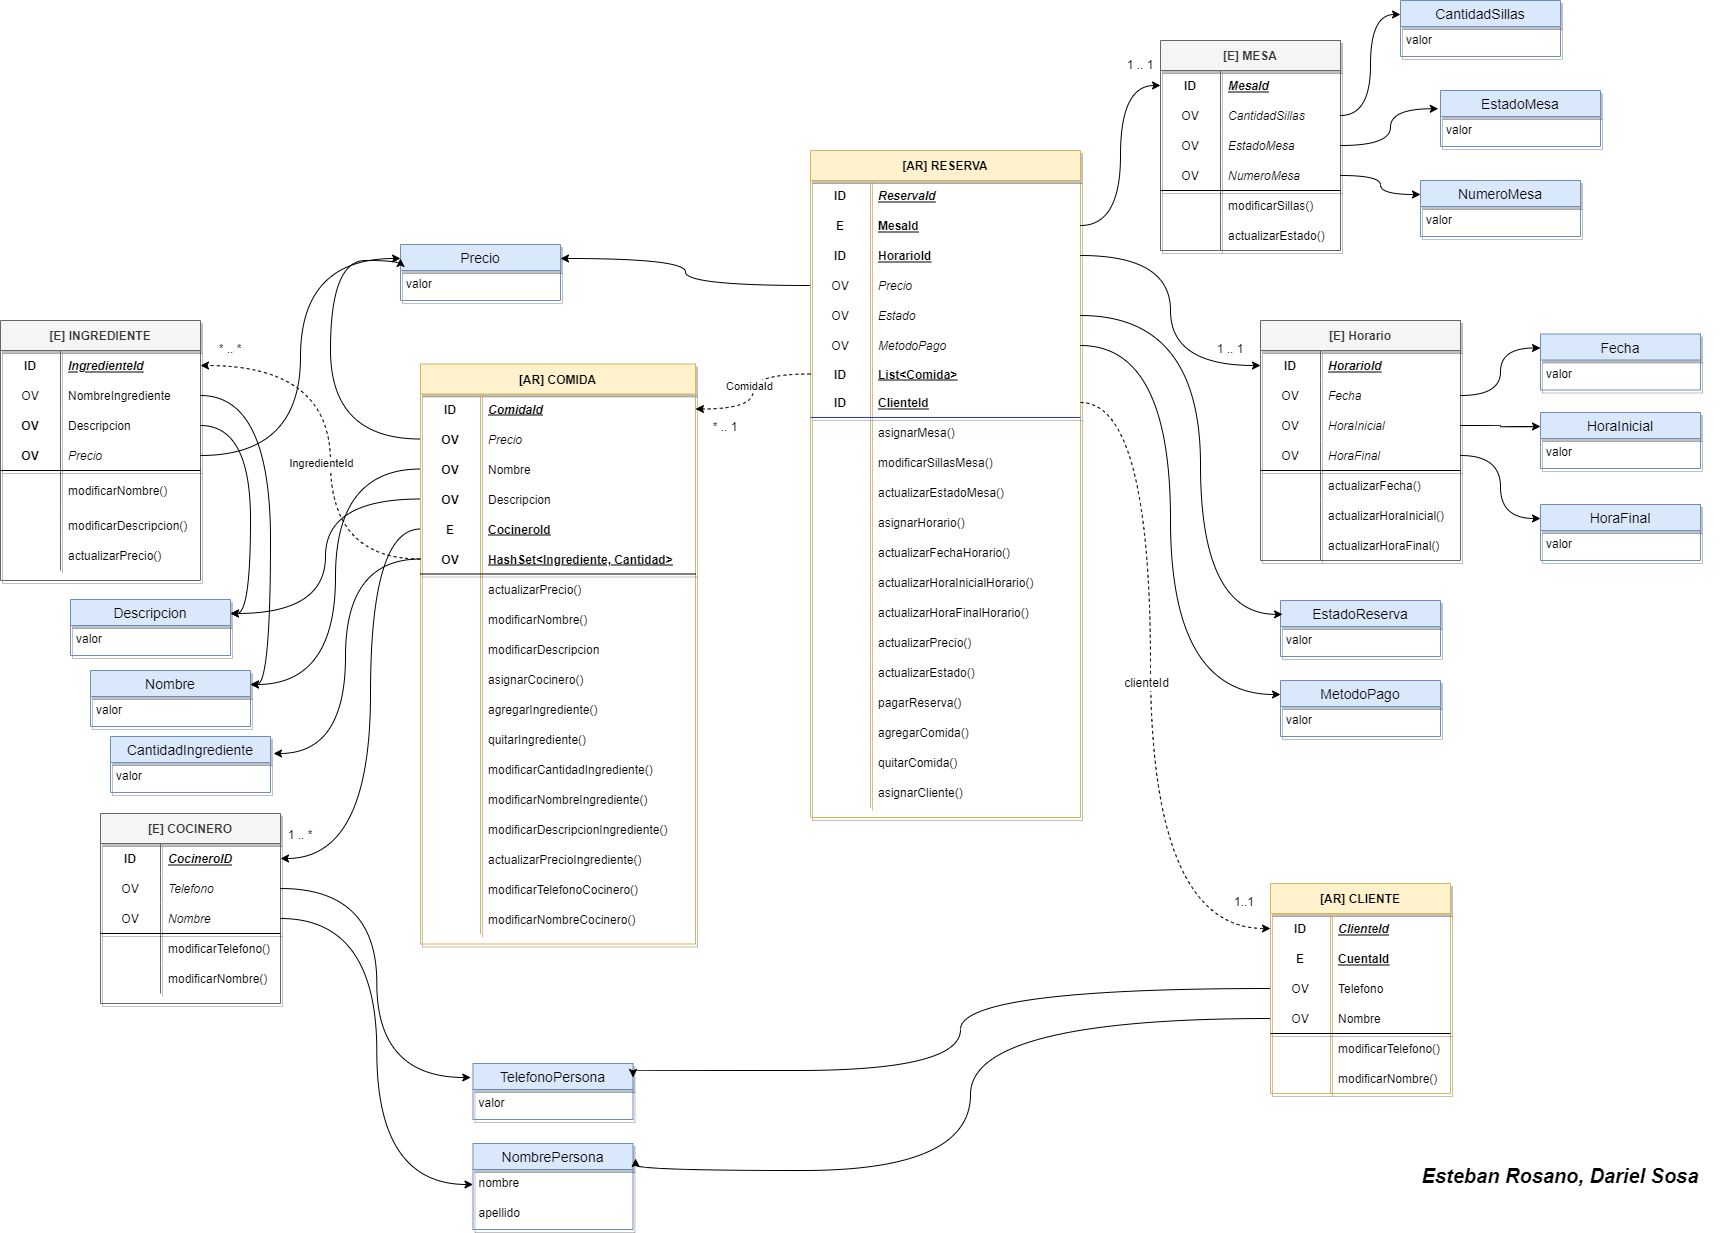 CantidadSillas
valor
[E] MESA
1 .. 1
ID MesaId
OV CantidadSillas
OV EstadoMesa
OV NumeroMesa
modificarSillas()
actualizarEstado()
EstadoMesa
valor
NumeroMesa
valor
[AR] RESERVA
ID ReservaId
E MesaId
ID HorarioId
OV Precio
OV Estado
OV MetodoPago
ID List<Comida>
ID ClienteId
asignarMesa()
modificarSillasMesa()
actualizarEstadoMesa()
asignarHorario()
actualizarFechaHorario()
actualizarHoraInicialHorario()
actualizarHoraFinalHorario()
actualizarPrecio()
actualizarEstado()
pagarReserva()
agregarComida()
quitarComida()
asignarCliente()
Precio
valor
[E] INGREDIENTE
* .. *
ID IngredienteId
OV NombreIngrediente
OV Descripcion
OV Precio
modificarNombre()
modificarDescripcion()
actualizarPrecio()
IngredienteId
[AR] COMIDA
ComidaId
* .. 1
ID ComidaId
OV Precio
OV Nombre
OV Descripcion
E CocineroId
OV HashSet<Ingrediente, Cantidad>
actualizarPrecio()
modificarNombre()
modificarDescripcion
asignarCocinero()
agregarIngrediente()
quitarIngrediente()
modificarCantidadIngrediente()
modificarNombreIngrediente()
modificarDescripcionIngrediente()
actualizarPrecioIngrediente()
modificarTelefonoCocinero()
modificarNombreCocinero()
1 .. 1
[E] Horario
ID HorarioId
OV Fecha
OV HoraInicial
OV HoraFinal
actualizarFecha()
actualizarHoraInicial()
actualizarHoraFinal()
Fecha
valor
HoraInicial
valor
HoraFinal
valor
EstadoReserva
valor
MetodoPago
valor
clienteId
Descripcion
valor
Nombre
valor
CantidadIngrediente
valor
[E] COCINERO
1 .. *
ID CocineroID
OV Telefono
OV Nombre
modificarTelefono()
modificarNombre()
1..1
[AR] CLIENTE
ID ClienteId
E CuentaId
OV Telefono
OV Nombre
modificarTelefono()
modificarNombre()
TelefonoPersona
valor
NombrePersona
nombre
apellido
Esteban Rosano, Dariel Sosa